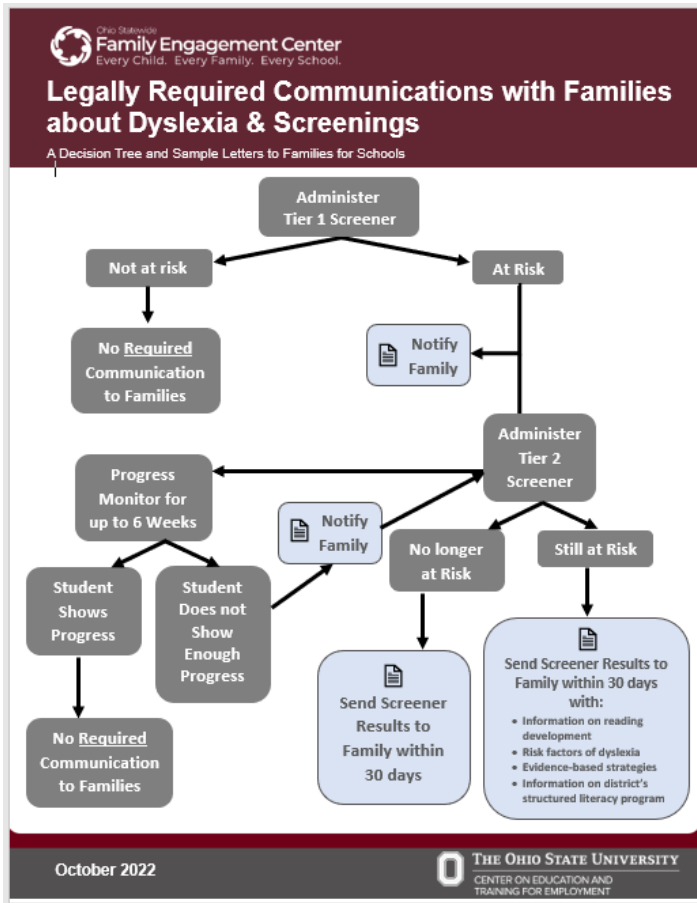 Ohio Statewide
Family Engagement Center
Every Child. Every Family. Every School.
Legally Required Communications with Families
about Dyslexia & Screenings
A Decision Tree and Sample Letters to Families for Schools
Administer
Tier 1 Screener
Not at risk
At Risk
No Required
Communication
to Families
Notify
Family
Administer
Tier 2
Screener
Progress
Monitor for
up to 6 Weeks
Notify
Family
No longer
at Risk
Still at Risk
Student
Shows
Progress
Student
Does not
Show
Enough
Progress
No Required
Communication
to Families
Send Screener
Results to
Family within
30 days
Send Screener Results to
Family within 30 days
with:
• Information on reading
development
• Risk factors of dyslexia
• Evidence-based strategies
• Information on district's
structured literacy program
October 2022
THE OHIO STATE UNIVERSITY
CENTER ON EDUCATION AND
TRAINING FOR EMPLOYMENT